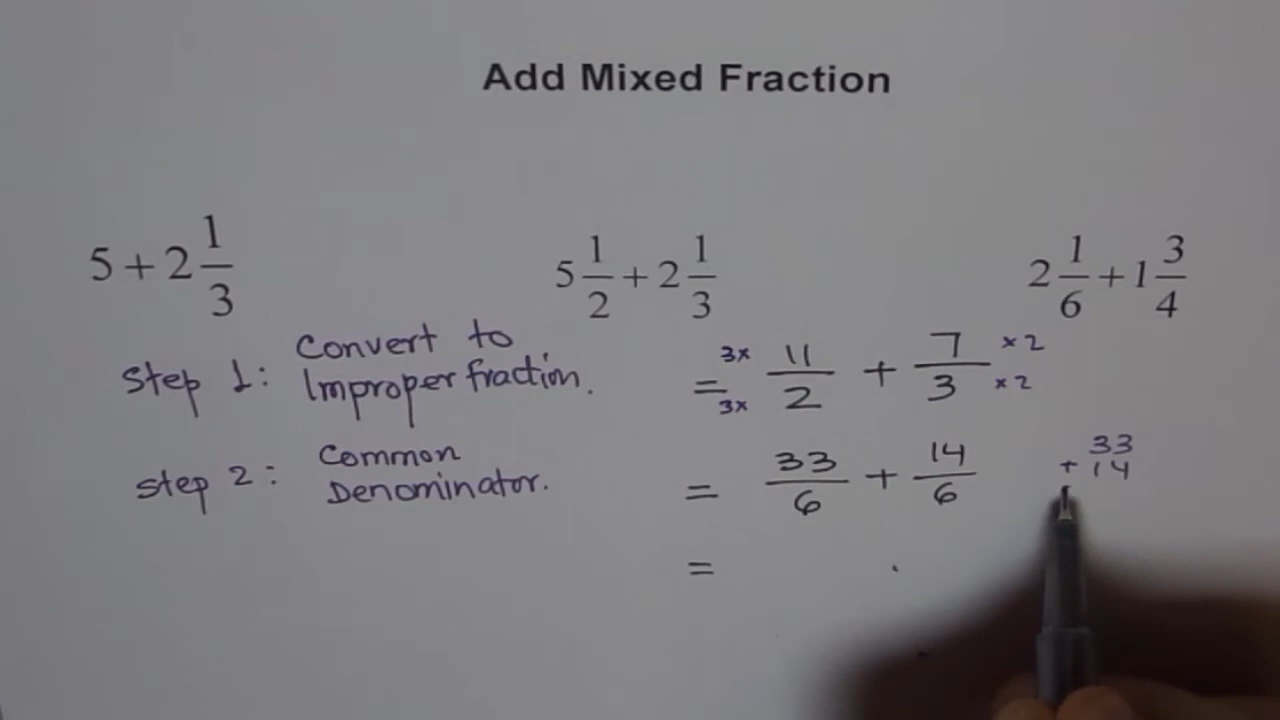 Add Mixed Fraction
5 + 2 1/3
5 1/2 + 2 1/3
2 1/6 + 1 3/4
Step 1: Convert to
Improper fraction.
= 3x 11/2 3x + 7/3 x2 x2
step 2: Common
Denominator.
= 33/6 + 14/6
33
+ 14
=